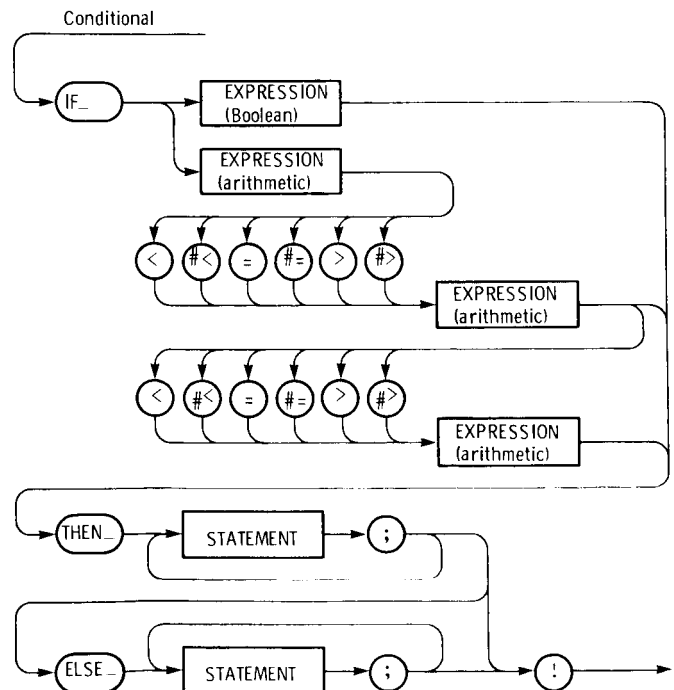 Conditional
IF_
EXPRESSION
(Boolean)
EXPRESSION
(arithmetic)
< #< = #= > #>
EXPRESSION
(arithmetic)
< #< = #= > #>
EXPRESSION
(arithmetic)
THEN_ STATEMENT ;
ELSE_ STATEMENT ; !